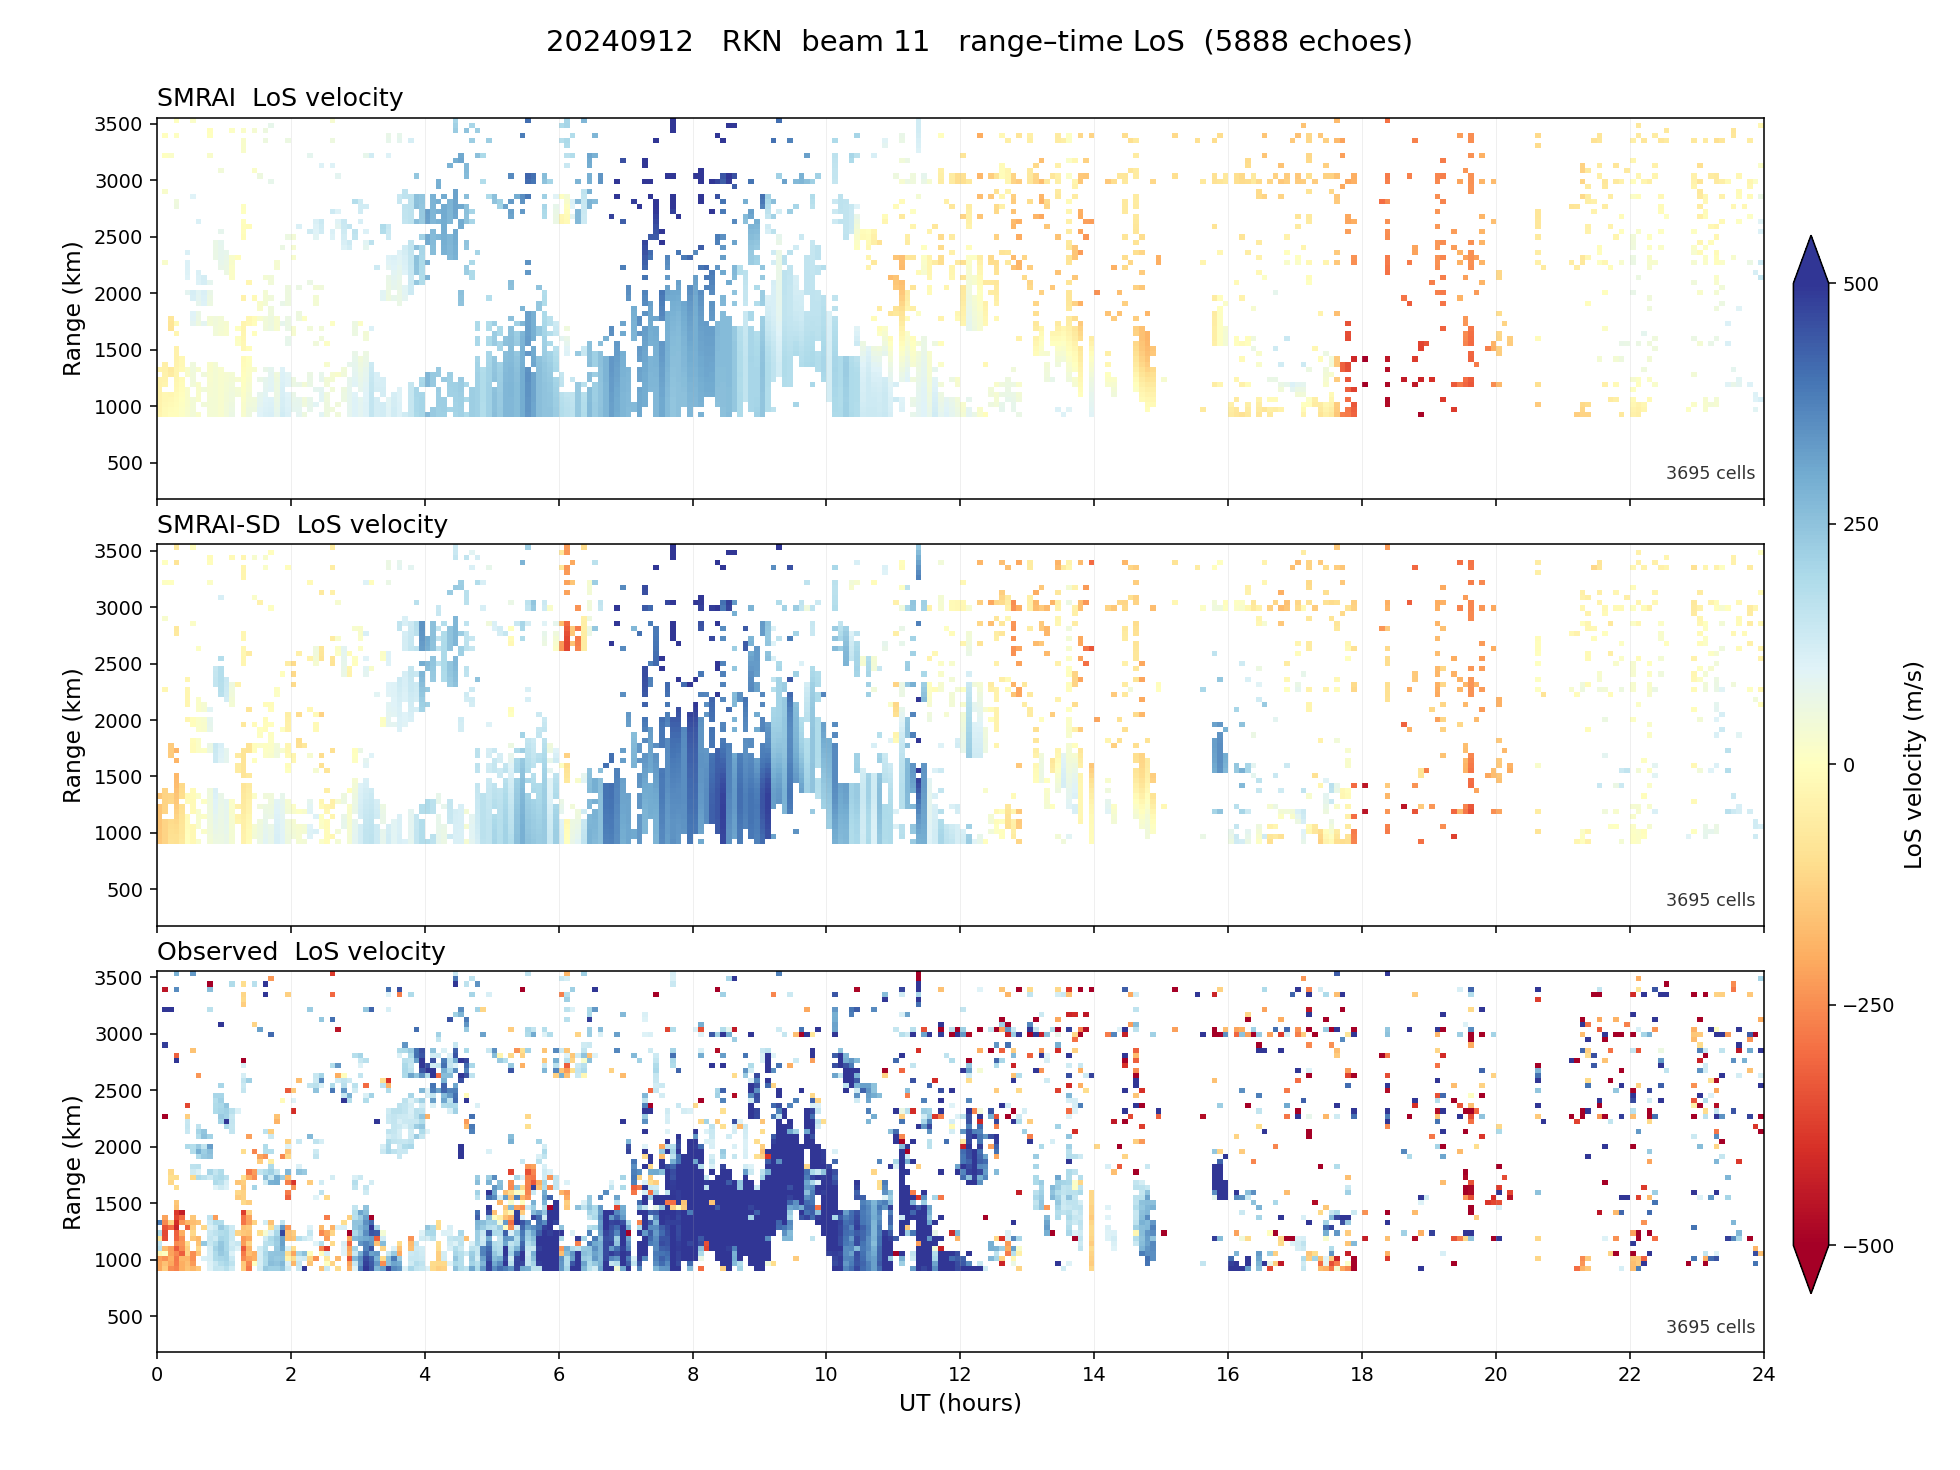 20240912   RKN  beam 11   range–time LoS  (5888 echoes)
SMRAI  LoS velocity
3500
3000
2500
2000
1500
1000
500
Range (km)
3695 cells
SMRAI-SD  LoS velocity
3500
3000
2500
2000
1500
1000
500
Range (km)
3695 cells
Observed  LoS velocity
3500
3000
2500
2000
1500
1000
500
Range (km)
3695 cells
0 2 4 6 8 10 12 14 16 18 20 22 24
UT (hours)
500
250
0
−250
−500
LoS velocity (m/s)